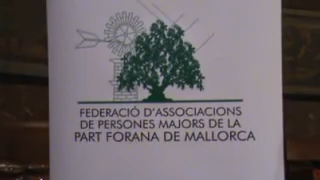 FEDERACIÓ D'ASSOCIACIONS
DE PERSONES MAJORS DE LA
PART FORANA DE MALLORCA